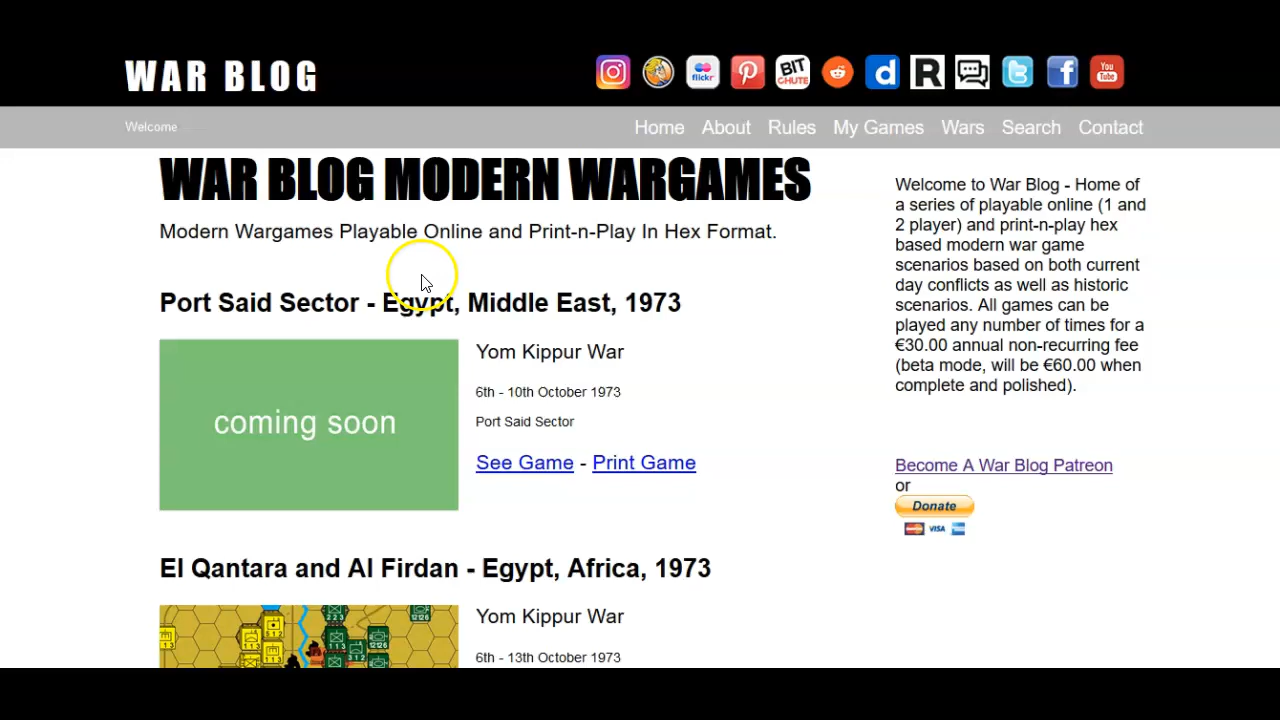 WAR BLOG
flickr
BIT
CHUTE
d
R
You
Tube
Welcome
Home About Rules My Games Wars Search Contact
WAR BLOG MODERN WARGAMES
Modern Wargames Playable Online and Print-n-Play In Hex Format.
Port Said Sector - Egypt, Middle East, 1973
coming soon
Yom Kippur War
6th - 10th October 1973
Port Said Sector
See Game - Print Game
El Qantara and Al Firdan - Egypt, Africa, 1973
Yom Kippur War
6th - 13th October 1973
Welcome to War Blog - Home of
a series of playable online (1 and
2 player) and print-n-play hex
based modern war game
scenarios based on both current
day conflicts as well as historic
scenarios. All games can be
played any number of times for a
€30.00 annual non-recurring fee
(beta mode, will be €60.00 when
complete and polished).
Become A War Blog Patreon
or
Donate
VISA